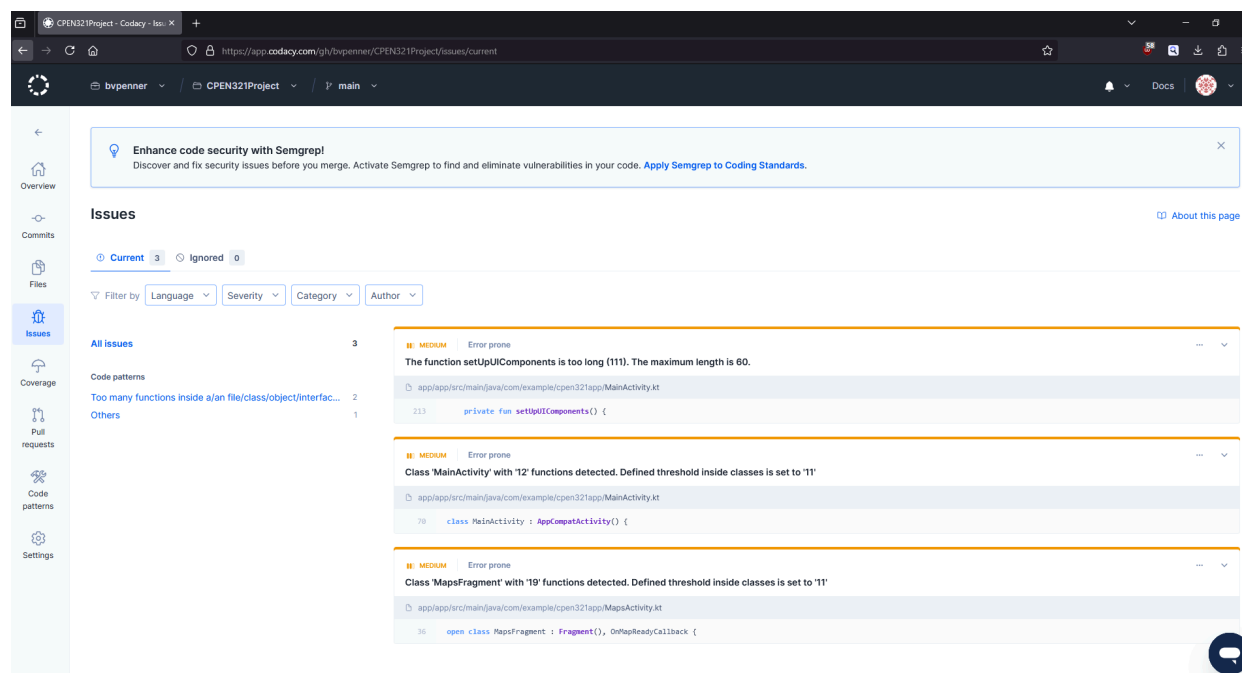 CPEN321Project - Codacy - Issu
https://app.codacy.com/gh/bvpenner/CPEN321Project/issues/current
58
bvpenner / CPEN321Project / main
Docs
Enhance code security with Semgrep!
Discover and fix security issues before you merge. Activate Semgrep to find and eliminate vulnerabilities in your code. Apply Semgrep to Coding Standards.
Overview
Commits
Files
Issues
Coverage
Pull
requests
Code
patterns
Settings
Issues
About this page
Current 3 Ignored 0
Filter by Language Severity Category Author
All issues 3
Code patterns
Too many functions inside a/an file/class/object/interfac... 2
Others 1
MEDIUM Error prone
The function setUpUIComponents is too long (111). The maximum length is 60.
app/app/src/main/java/com/example/cpen321app/MainActivity.kt
213 private fun setUpUIComponents() {
MEDIUM Error prone
Class 'MainActivity' with '12' functions detected. Defined threshold inside classes is set to '11'
app/app/src/main/java/com/example/cpen321app/MainActivity.kt
70 class MainActivity : AppCompatActivity() {
MEDIUM Error prone
Class 'MapsFragment' with '19' functions detected. Defined threshold inside classes is set to '11'
app/app/src/main/java/com/example/cpen321app/MapsActivity.kt
36 open class MapsFragment : Fragment(), OnMapReadyCallback {